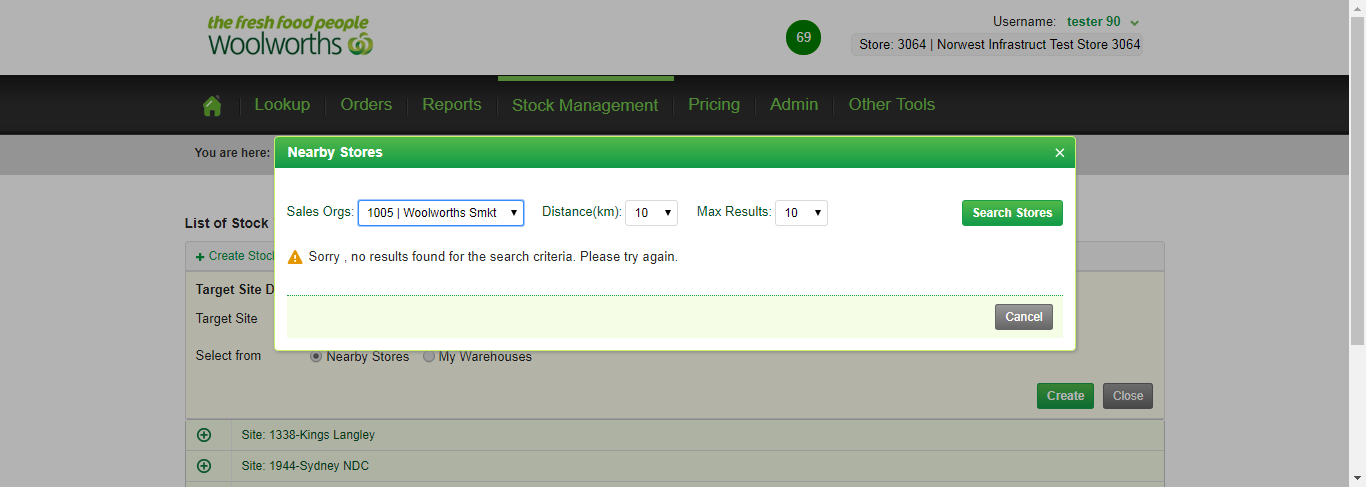 the fresh food people
Woolworths
69
Username: tester 90
Store: 3064 | Norwest Infrastruct Test Store 3064
Lookup Orders Reports Stock Management Pricing Admin Other Tools
You are here:
Nearby Stores ×
Sales Orgs: 1005 | Woolworths Smkt Distance(km): 10 Max Results: 10 Search Stores
Sorry , no results found for the search criteria. Please try again.
Cancel
List of Stock
+ Create Stoc
Target Site D
Target Site
Select from Nearby Stores My Warehouses
Create Close
Site: 1338-Kings Langley
Site: 1944-Sydney NDC